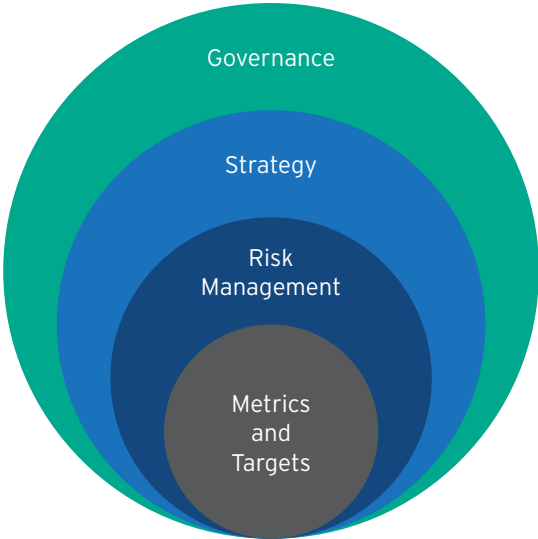 Governance
Strategy
Risk
Management
Metrics
and
Targets